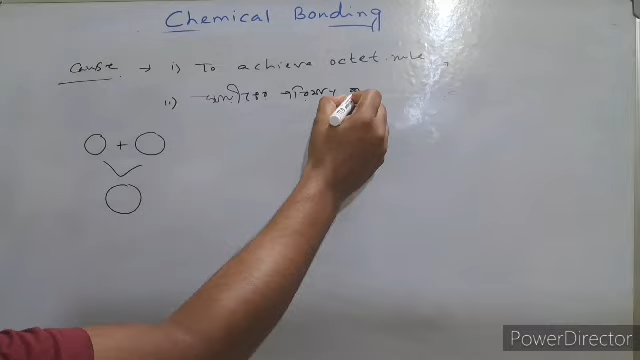 Chemical Bonding
Cause → i) To achieve octet rule,
ii)
+
PowerDirector